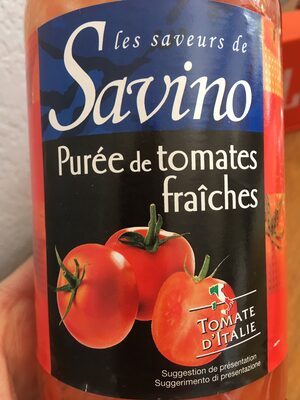 les saveurs de
Savino
Purée de tomates
fraîches
TOMATE
D'ITALIE
Suggestion de présentation
Suggerimento di presentazione